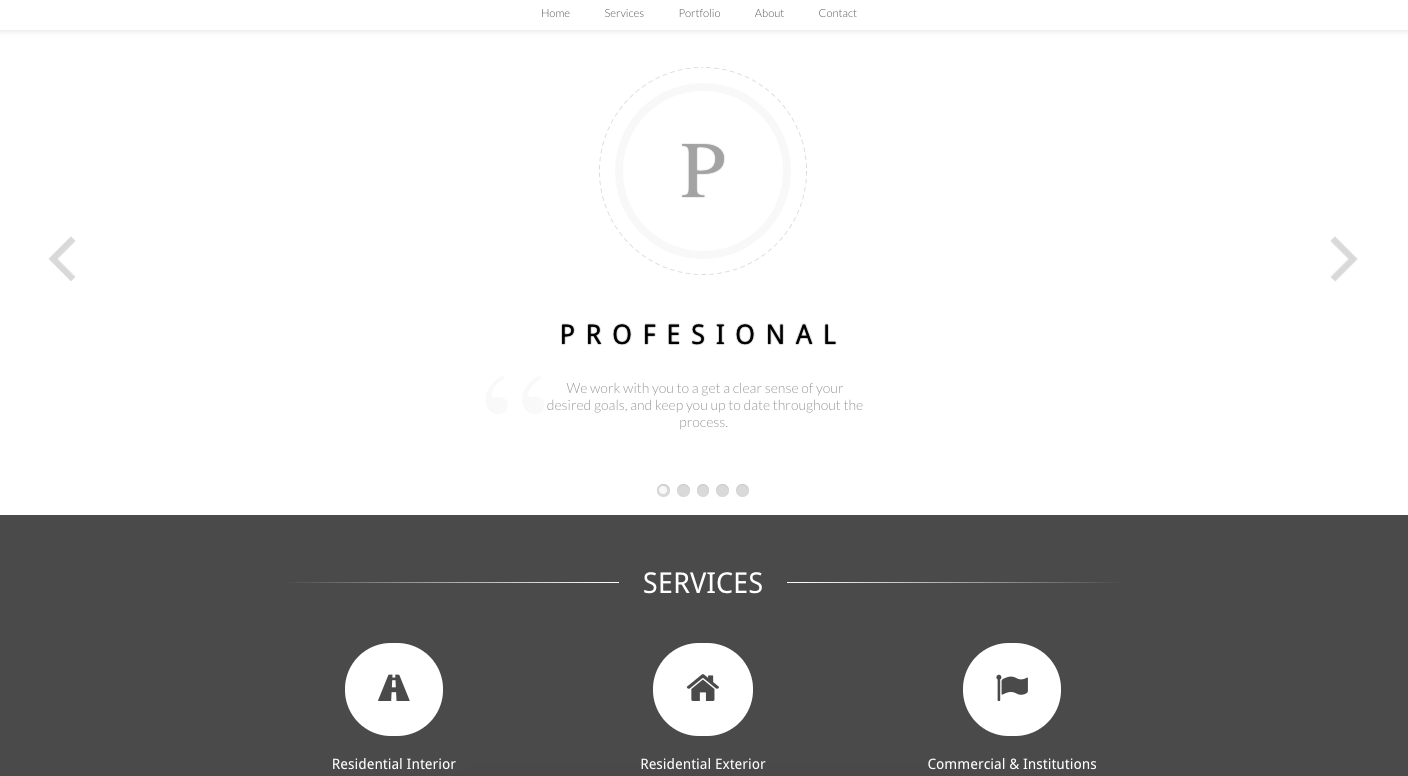 Home Services Portfolio About Contact
P
PROFESIONAL
“ We work with you to a get a clear sense of your
desired goals, and keep you up to date throughout the
process.
SERVICES
Residential Interior Residential Exterior Commercial & Institutions